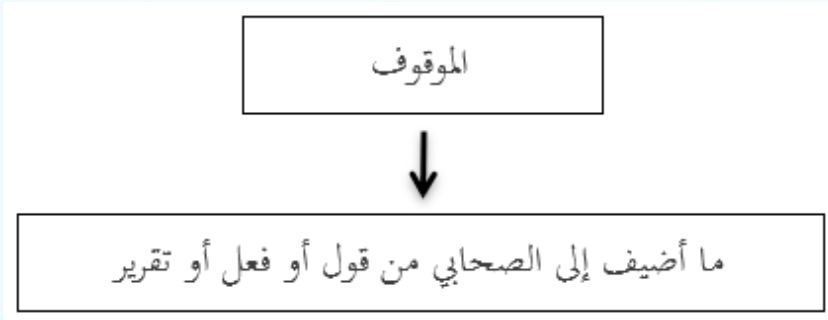 الموقوف
ما أضيف إلى الصحابي من قول أو فعل أو تقرير